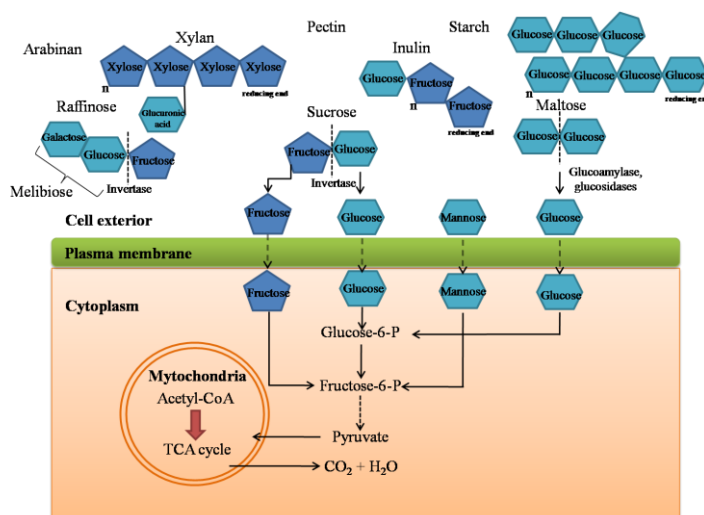 Xylan
Pectin
Starch
Arabinan
Inulin
Xylose Xylose Xylose Xylose
n
reducing end
Glucuronic
acid
Glucose Fructose
n
Fructose
reducing end
Glucose Glucose Glucose
Glucose Glucose Glucose Glucose
n
reducing end
Raffinose
Galactose
Glucose Fructose
Invertase
Melibiose
Sucrose
Fructose Glucose
Invertase
Maltose
Glucose Glucose
Glucoamylase,
glucosidases
Cell exterior
Fructose Glucose Mannose Glucose
Plasma membrane
Cytoplasm
Fructose Glucose Mannose Glucose
Glucose-6-P
Mytochondria
Acetyl-CoA
Fructose-6-P
TCA cycle
Pyruvate
CO₂ + H₂O